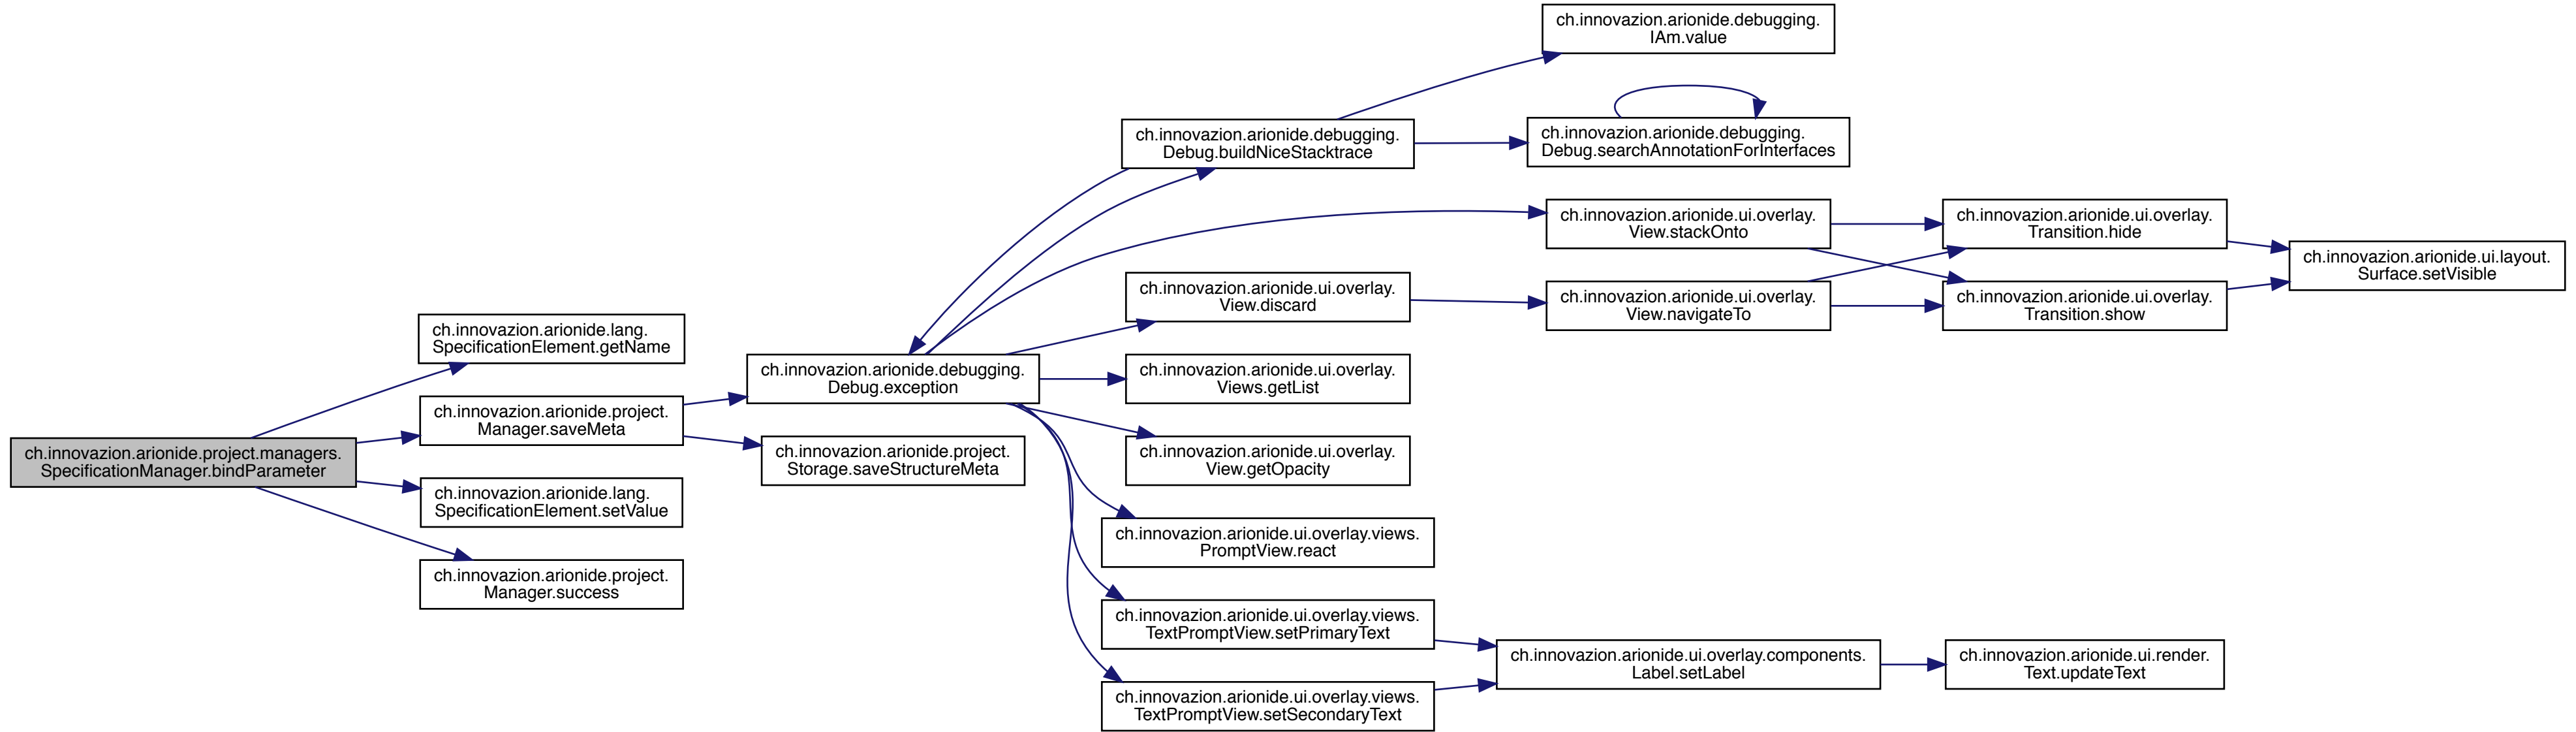 ch.innovazion.arionide.debugging.
IAm.value
ch.innovazion.arionide.debugging.
Debug.buildNiceStacktrace
ch.innovazion.arionide.debugging.
Debug.searchAnnotationForInterfaces
ch.innovazion.arionide.ui.overlay.
View.stackOnto
ch.innovazion.arionide.ui.overlay.
Transition.hide
ch.innovazion.arionide.ui.layout.
Surface.setVisible
ch.innovazion.arionide.ui.overlay.
View.discard
ch.innovazion.arionide.ui.overlay.
View.navigateTo
ch.innovazion.arionide.ui.overlay.
Transition.show
ch.innovazion.arionide.lang.
SpecificationElement.getName
ch.innovazion.arionide.debugging.
Debug.exception
ch.innovazion.arionide.ui.overlay.
Views.getList
ch.innovazion.arionide.project.
Manager.saveMeta
ch.innovazion.arionide.project.managers.
SpecificationManager.bindParameter
ch.innovazion.arionide.project.
Storage.saveStructureMeta
ch.innovazion.arionide.ui.overlay.
View.getOpacity
ch.innovazion.arionide.lang.
SpecificationElement.setValue
ch.innovazion.arionide.ui.overlay.views.
PromptView.react
ch.innovazion.arionide.project.
Manager.success
ch.innovazion.arionide.ui.overlay.views.
TextPromptView.setPrimaryText
ch.innovazion.arionide.ui.overlay.components.
Label.setLabel
ch.innovazion.arionide.ui.render.
Text.updateText
ch.innovazion.arionide.ui.overlay.views.
TextPromptView.setSecondaryText